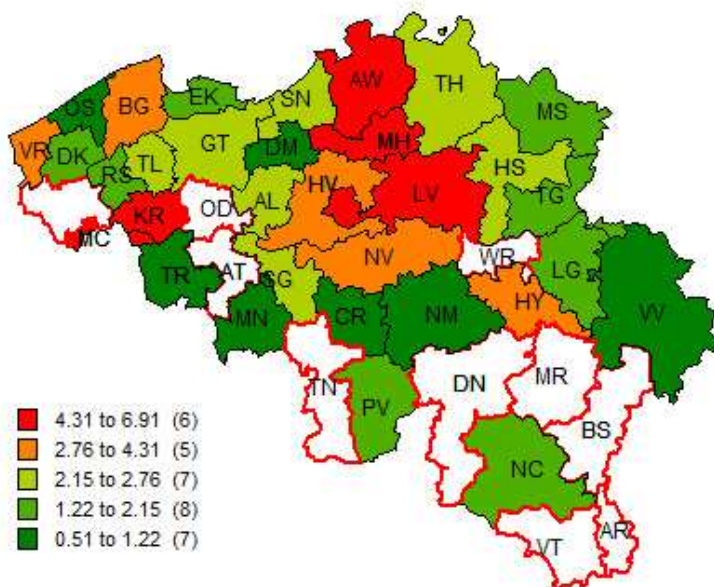 AW
TH
EK
SN
MS
OS
BG
GT
VR
DK
TL
DM
MH
HS
RS
HV
AL
LV
TG
KR
OD
MC
NV
WR
AT
SG
LG
TR
HY
MN
CR
NM
VV
TN
DN
MR
PV
BS
NC
VT
AR
4.31 to 6.91 (6)
2.76 to 4.31 (5)
2.15 to 2.76 (7)
1.22 to 2.15 (8)
0.51 to 1.22 (7)